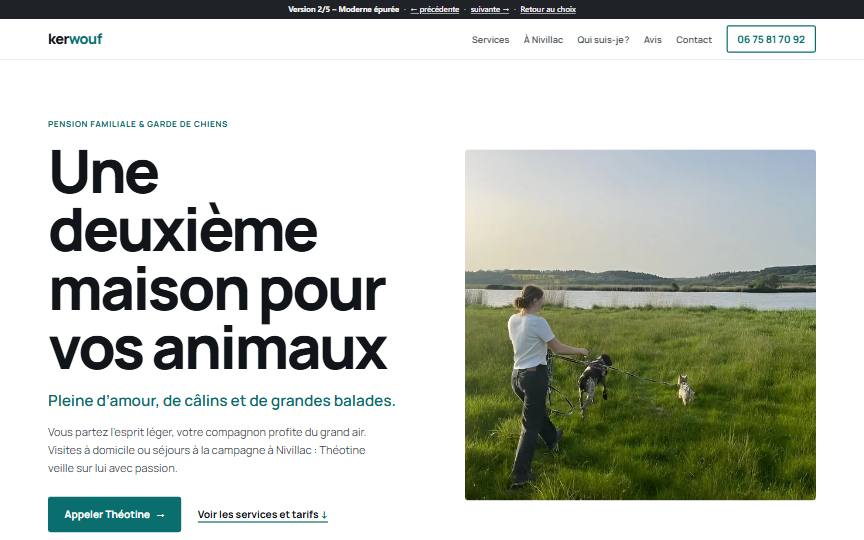 Version 2/5 – Moderne épurée · ← précédente · suivante → · Retour au choix
kerwouf
Services À Nivillac Qui suis-je ? Avis Contact 06 75 81 70 92
PENSION FAMILIALE & GARDE DE CHIENS
Une
deuxième
maison pour
vos animaux
Pleine d’amour, de câlins et de grandes balades.
Vous partez l’esprit léger, votre compagnon profite du grand air.
Visites à domicile ou séjours à la campagne à Nivillac : Théotine
veille sur lui avec passion.
Appeler Théotine →
Voir les services et tarifs ↓